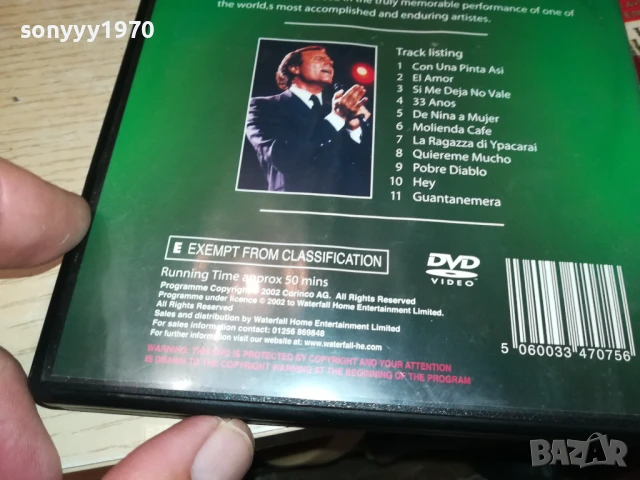 sonyyy1970
in the truly memorable performance of one of
the world,s most accomplished and enduring artistes.
Track listing
1 Con Una Pinta Asi
2 El Amor
3 Si Me Deja No Vale
4 33 Anos
5 De Nina a Mujer
6 Molienda Cafe
7 La Ragazza di Ypacarai
8 Quiereme Mucho
9 Pobre Diablo
10 Hey
11 Guantanemera
E EXEMPT FROM CLASSIFICATION
DVD
VIDEO
Running Time approx 50 mins
Programme Copyright © 2002 Carinco AG. All Rights Reserved
Programme under licence © 2002 to Waterfall Home Entertainment Limited.
All Rights Reserved
Sales and distribution by Waterfall Home Entertainment Limited
For sales information contact: 01256 869848
For further information visit our website at www.waterfall-he.com
WARNING: THIS DVD IS PROTECTED BY COPYRIGHT AND YOUR ATTENTION
IS DRAWN TO THE COPYRIGHT WARNING AT THE BEGINNING OF THE PROGRAM
5 060033 470756
BAZAR